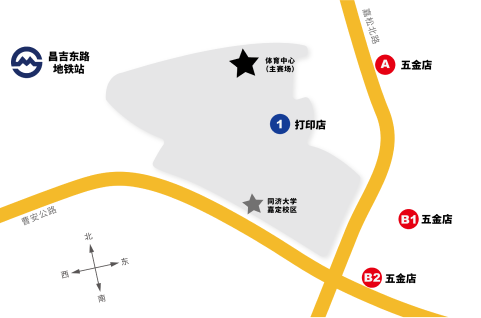 嘉松北路
昌吉东路
地铁站
体育中心
(主赛场)
A 五金店
1 打印店
同济大学
嘉定校区
曹安公路
B1 五金店
北
西
东
南
B2 五金店